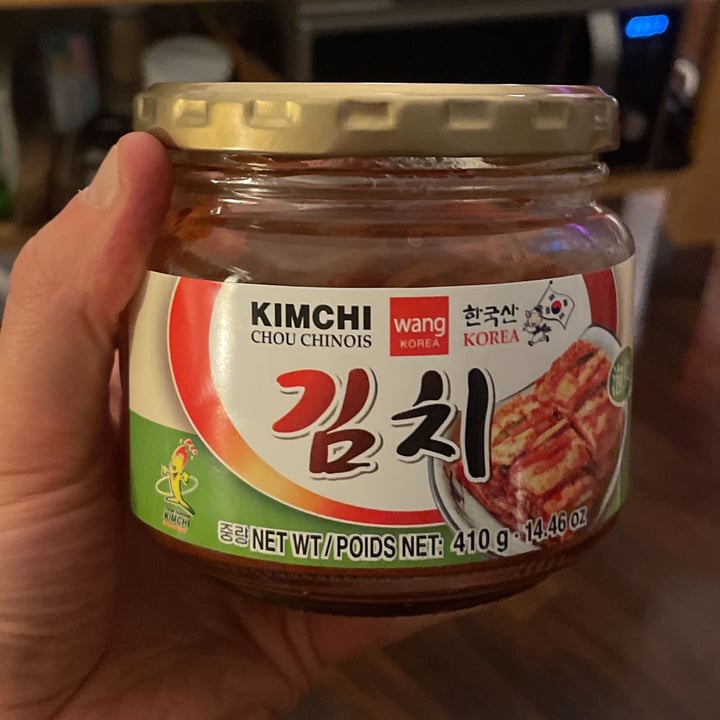 KIMCHI
CHOU CHINOIS
wang
KOREA
한국산
KOREA
김치
KIMCHI
중량 NET WT/POIDS NET: 410 g · 14.46 oz